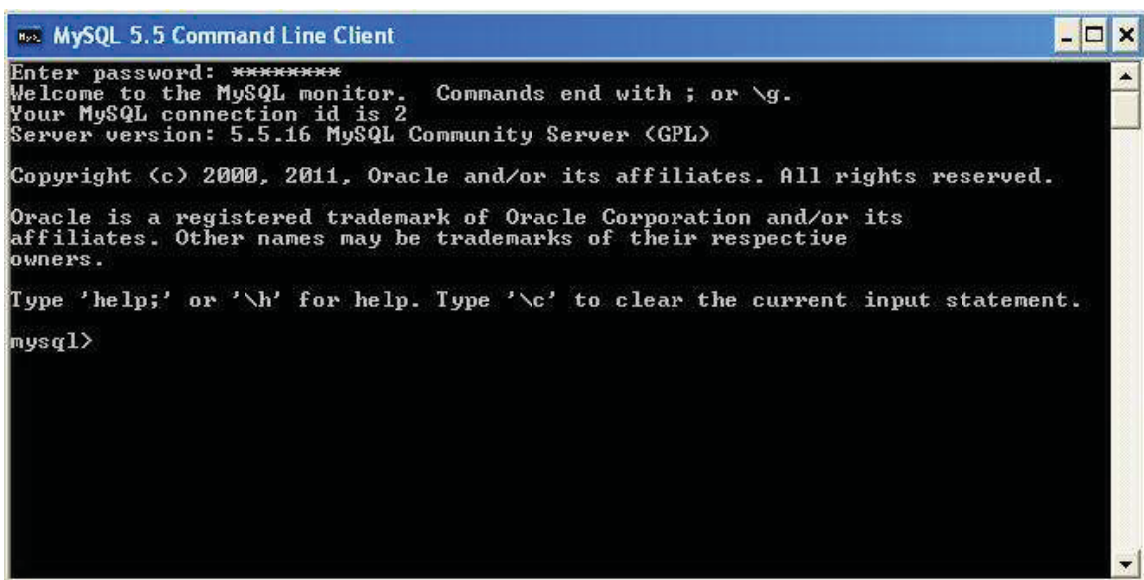 MySQL 5.5 Command Line Client
Enter password: ********
Welcome to the MySQL monitor.  Commands end with ; or \g.
Your MySQL connection id is 2
Server version: 5.5.16 MySQL Community Server (GPL)
Copyright (c) 2000, 2011, Oracle and/or its affiliates. All rights reserved.
Oracle is a registered trademark of Oracle Corporation and/or its
affiliates. Other names may be trademarks of their respective
owners.
Type 'help;' or '\h' for help. Type '\c' to clear the current input statement.
mysql>